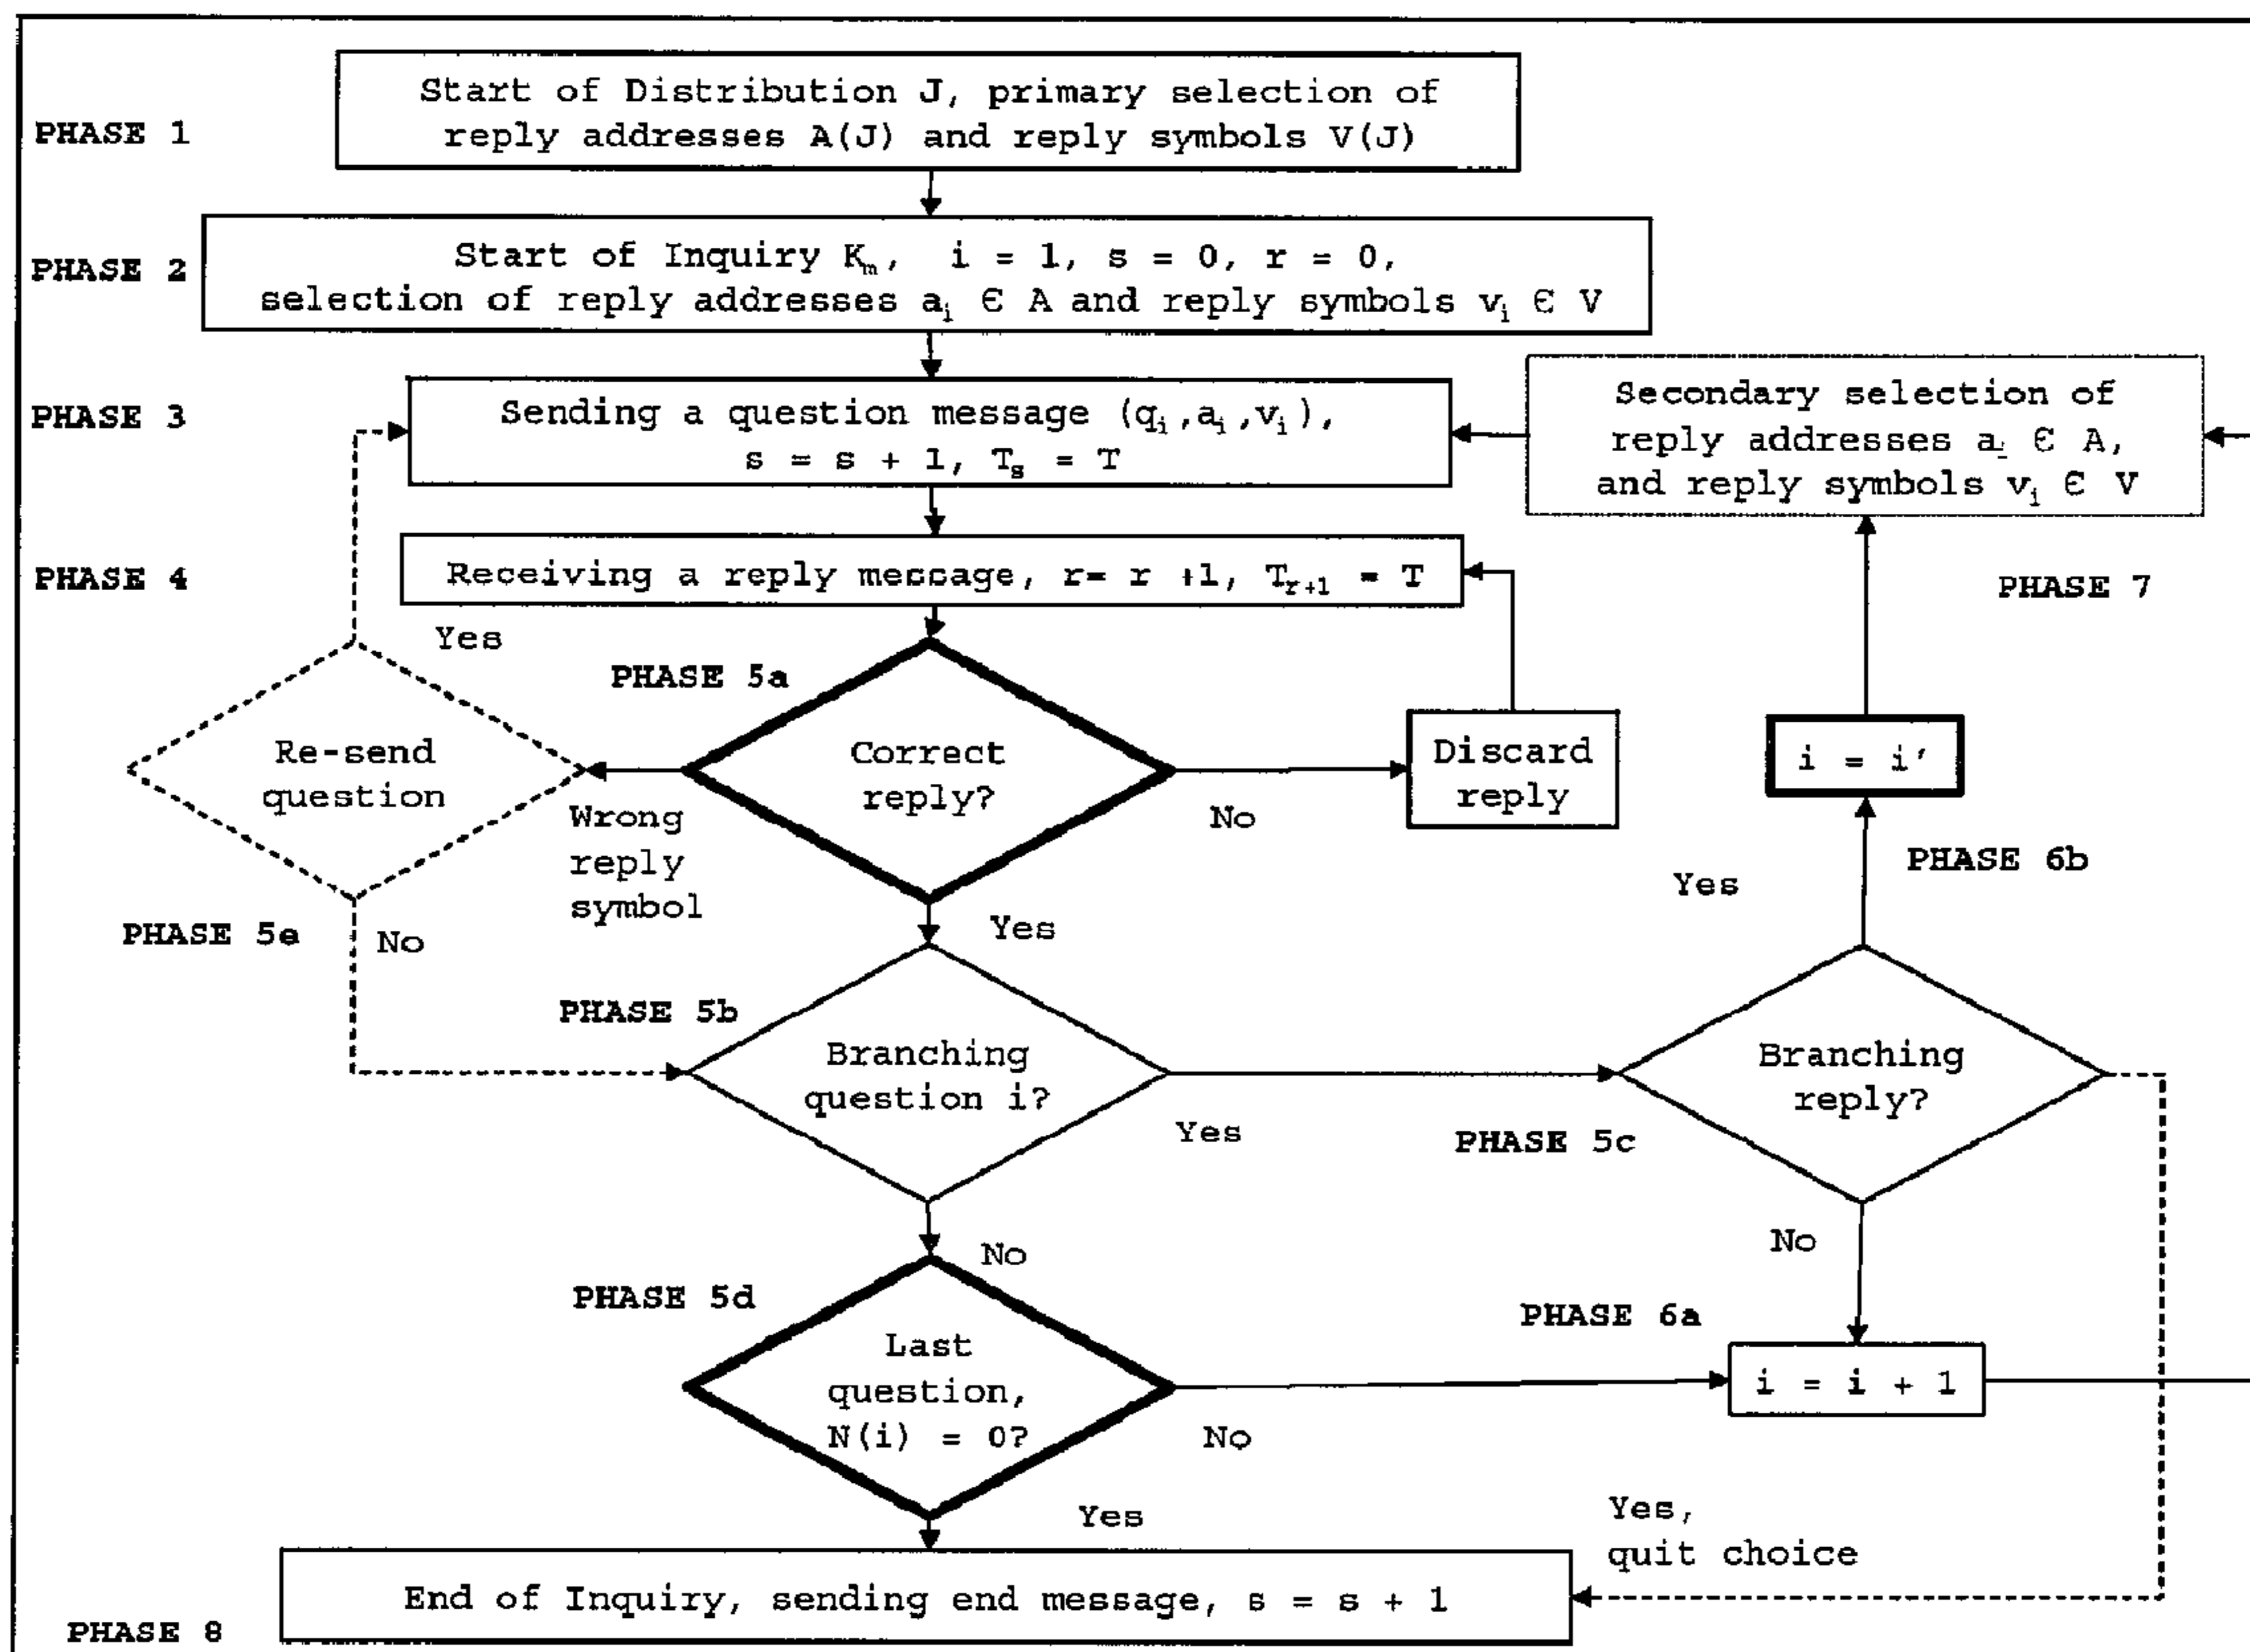 PHASE 1
Start of Distribution J, primary selection of
reply addresses A(J) and reply symbols V(J)
PHASE 2
Start of Inquiry Kₘ, i = 1, s = 0, r = 0,
selection of reply addresses aᵢ Є A and reply symbols vᵢ Є V
PHASE 3
Sending a question message (qᵢ,aᵢ,vᵢ),
s = s + 1, Tₛ = T
Secondary selection of
reply addresses aᵢ Є A,
and reply symbols vᵢ Є V
PHASE 4
Receiving a reply message, r= r +1, Tᵣ₊₁ = T
PHASE 7
Yes
PHASE 5a
Re-send
question
Correct
reply?
Discard
reply
i = i'
Wrong
reply
symbol
No
PHASE 6b
Yes
PHASE 5e
No
Yes
PHASE 5b
Branching
question i?
Yes
PHASE 5c
Branching
reply?
No
No
PHASE 5d
PHASE 6a
Last
question,
N(i) = 0?
No
i = i + 1
Yes
Yes,
quit choice
End of Inquiry, sending end message, s = s + 1
PHASE 8